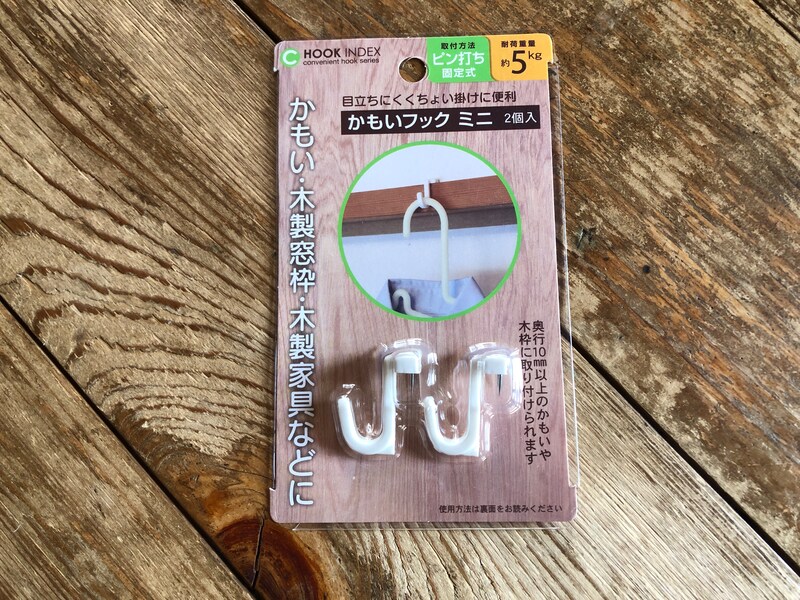 C HOOK INDEX
convenient hook series
取付方法
ピン打ち
固定式
耐荷重量
約5kg
目立ちにくくちょい掛けに便利
かもいフック ミニ 2個入
かもい・木製窓枠・木製家具などに
奥行10mm以上のかもいや
木枠に取り付けられます
使用方法は裏面をお読みください